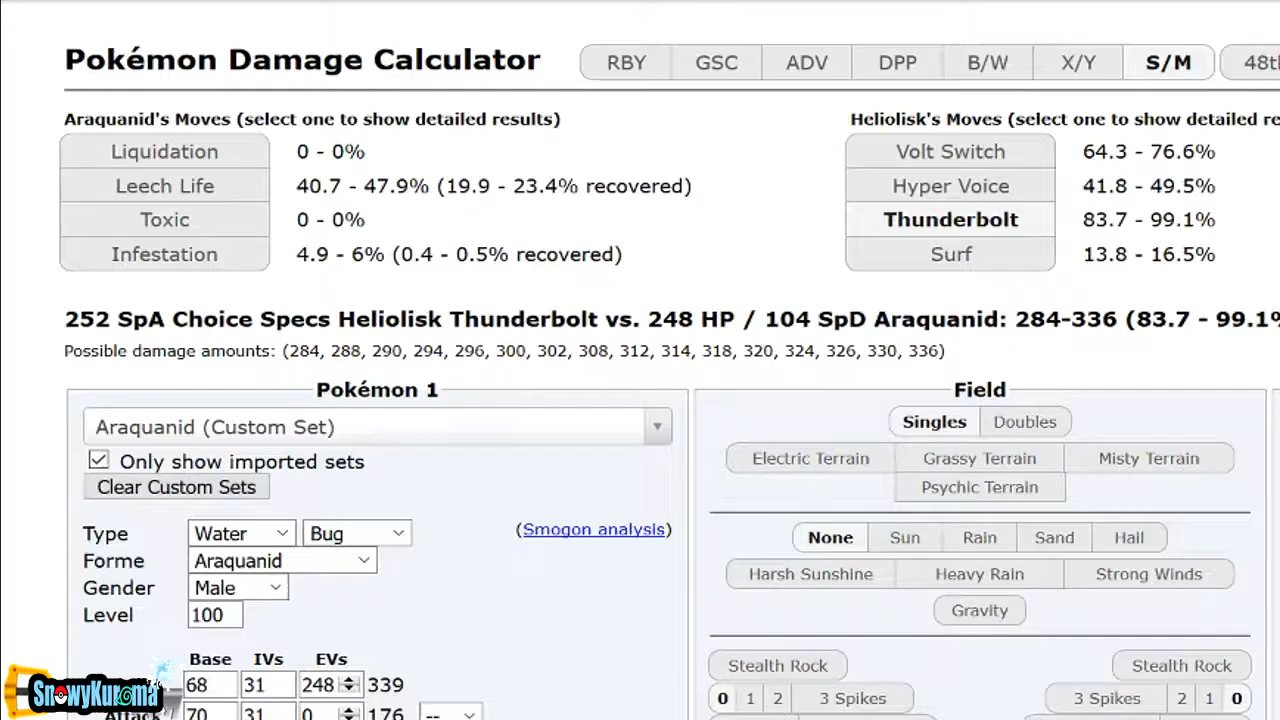 Pokémon Damage Calculator
RBY GSC ADV DPP B/W X/Y S/M 48th
Araquanid's Moves (select one to show detailed results)
Liquidation 0 - 0%
Leech Life 40.7 - 47.9% (19.9 - 23.4% recovered)
Toxic 0 - 0%
Infestation 4.9 - 6% (0.4 - 0.5% recovered)
Heliolisk's Moves (select one to show detailed re
Volt Switch 64.3 - 76.6%
Hyper Voice 41.8 - 49.5%
Thunderbolt 83.7 - 99.1%
Surf 13.8 - 16.5%
252 SpA Choice Specs Heliolisk Thunderbolt vs. 248 HP / 104 SpD Araquanid: 284-336 (83.7 - 99.1%
Possible damage amounts: (284, 288, 290, 294, 296, 300, 302, 308, 312, 314, 318, 320, 324, 326, 330, 336)
Pokémon 1
Araquanid (Custom Set)
Only show imported sets
Clear Custom Sets
Type Water Bug (Smogon analysis)
Forme Araquanid
Gender Male
Level 100
Base IVs EVs
68 31 248 339
Attack 70 31 0 176 --
Field
Singles Doubles
Electric Terrain Grassy Terrain Misty Terrain
Psychic Terrain
None Sun Rain Sand Hail
Harsh Sunshine Heavy Rain Strong Winds
Gravity
Stealth Rock Stealth Rock
0 1 2 3 Spikes 3 Spikes 2 1 0
SnowyKuroma